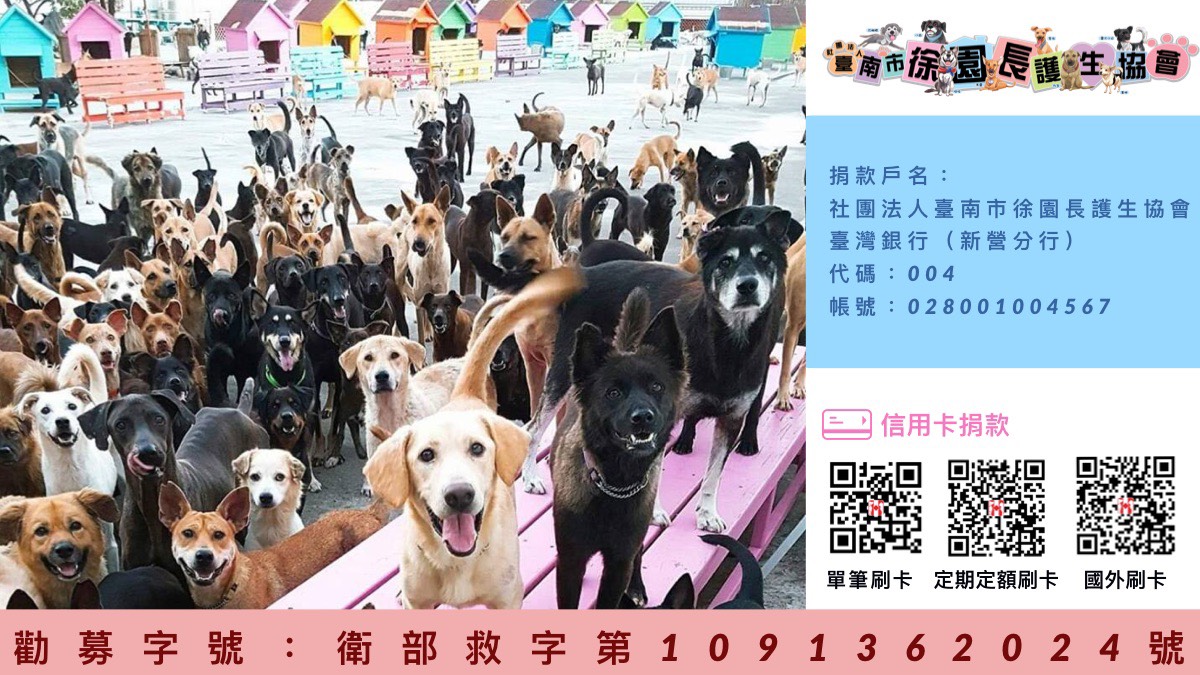 社團法人
臺南市徐園長護生協會
捐款戶名：
社團法人臺南市徐園長護生協會
臺灣銀行（新營分行）
代碼：004
帳號：028001004567
信用卡捐款
單筆刷卡 定期定額刷卡 國外刷卡
勸募字號：衛部救字第1091362024號